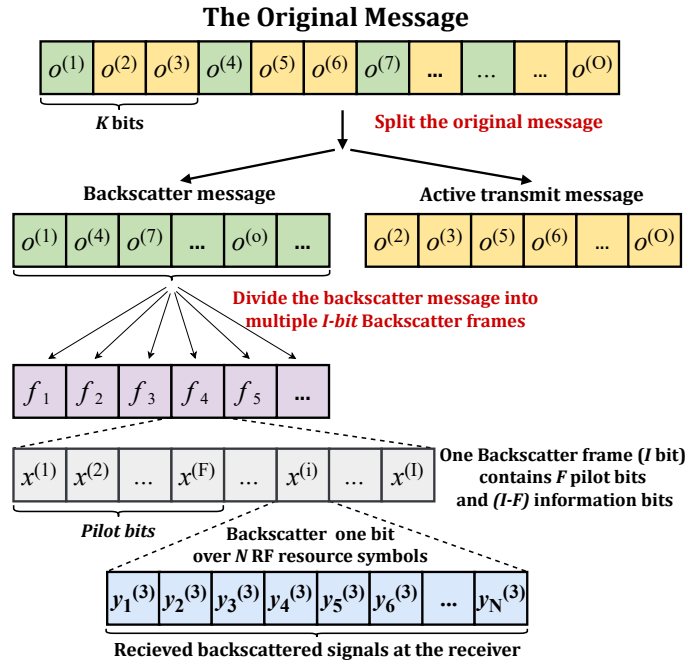 The Original Message
o⁽¹⁾ o⁽²⁾ o⁽³⁾ o⁽⁴⁾ o⁽⁵⁾ o⁽⁶⁾ o⁽⁷⁾ ... ... ... o⁽ᴼ⁾
K bits
Split the original message
Backscatter message
Active transmit message
o⁽¹⁾ o⁽⁴⁾ o⁽⁷⁾ ... o⁽ᵒ⁾ ...
o⁽²⁾ o⁽³⁾ o⁽⁵⁾ o⁽⁶⁾ ... o⁽ᴼ⁾
Divide the backscatter message into
multiple I-bit Backscatter frames
f₁ f₂ f₃ f₄ f₅ ...
x⁽¹⁾ x⁽²⁾ ... x⁽ꟳ⁾ ... x⁽ⁱ⁾ ... x⁽ᴵ⁾
One Backscatter frame (I bit)
contains F pilot bits
and (I-F) information bits
Pilot bits
Backscatter one bit
over N RF resource symbols
y₁⁽³⁾ y₂⁽³⁾ y₃⁽³⁾ y₄⁽³⁾ y₅⁽³⁾ y₆⁽³⁾ ... y_N⁽³⁾
Recieved backscattered signals at the receiver